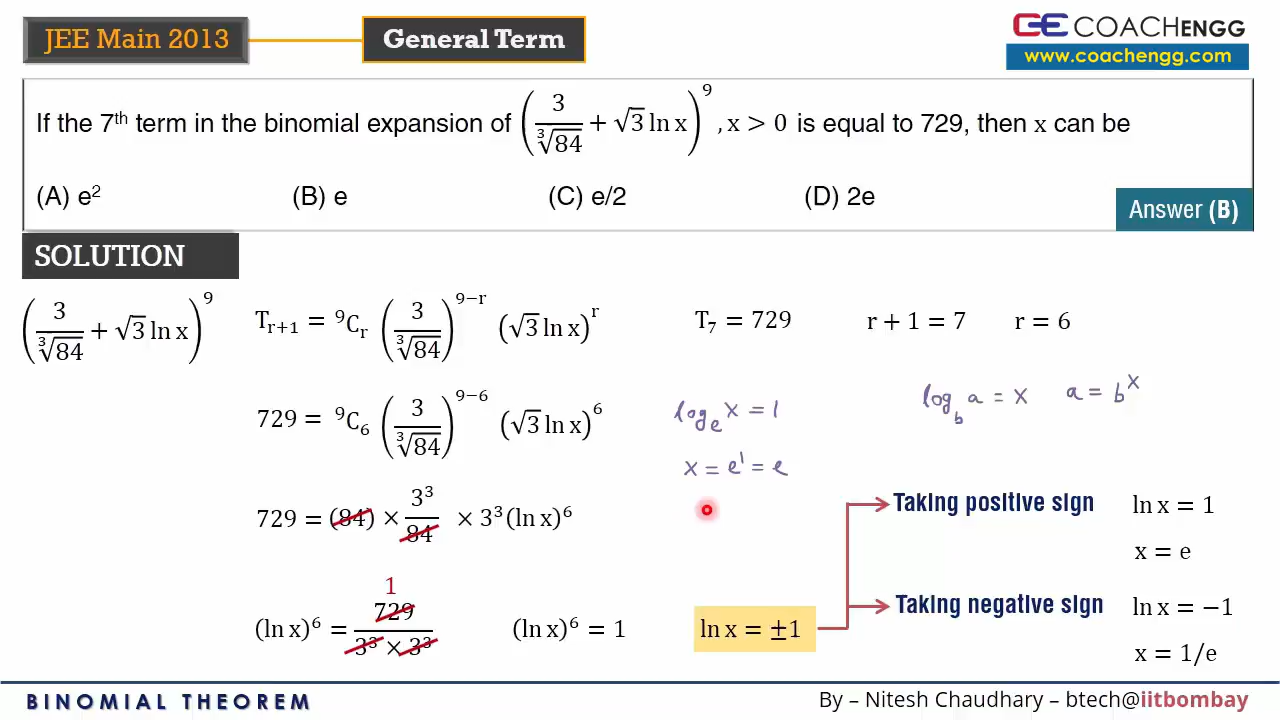 JEE Main 2013
General Term
CE COACHENGG
www.coachengg.com
If the 7th term in the binomial expansion of (3/∛84 + √3 ln x)⁹, x > 0 is equal to 729, then x can be
(A) e² (B) e (C) e/2 (D) 2e
Answer (B)
SOLUTION
(3/∛84 + √3 ln x)⁹
T_{r+1} = ⁹C_r (3/∛84)^{9−r} (√3 ln x)^r
T₇ = 729 r + 1 = 7 r = 6
729 = ⁹C₆ (3/∛84)^{9−6} (√3 ln x)⁶
log_e x = 1
log_b a = x a = b^x
x = e¹ = e
729 = (84) × 3³/84 × 3³(ln x)⁶
1
(ln x)⁶ = 729/(3³ × 3³) (ln x)⁶ = 1 ln x = ±1
Taking positive sign ln x = 1
x = e
Taking negative sign ln x = −1
x = 1/e
BINOMIAL THEOREM
By – Nitesh Chaudhary – btech@iitbombay